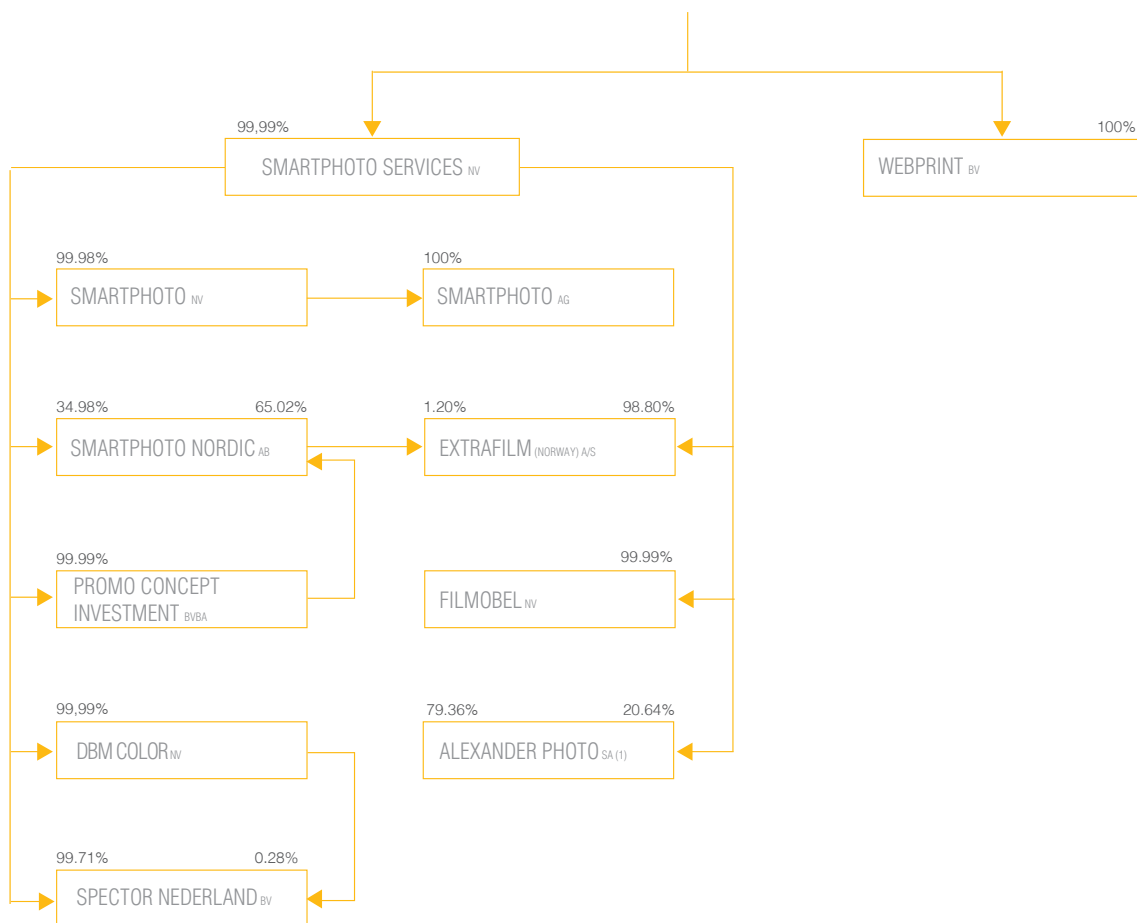 99,99%
100%
SMARTPHOTO SERVICES NV
WEBPRINT BV
99.98%
100%
SMARTPHOTO NV
SMARTPHOTO AG
34.98% 65.02%
1.20% 98.80%
SMARTPHOTO NORDIC AB
EXTRAFILM (NORWAY) A/S
99.99%
99.99%
PROMO CONCEPT
INVESTMENT BVBA
FILMOBEL NV
99,99%
79.36% 20.64%
DBM COLOR NV
ALEXANDER PHOTO SA (1)
99.71% 0.28%
SPECTOR NEDERLAND BV